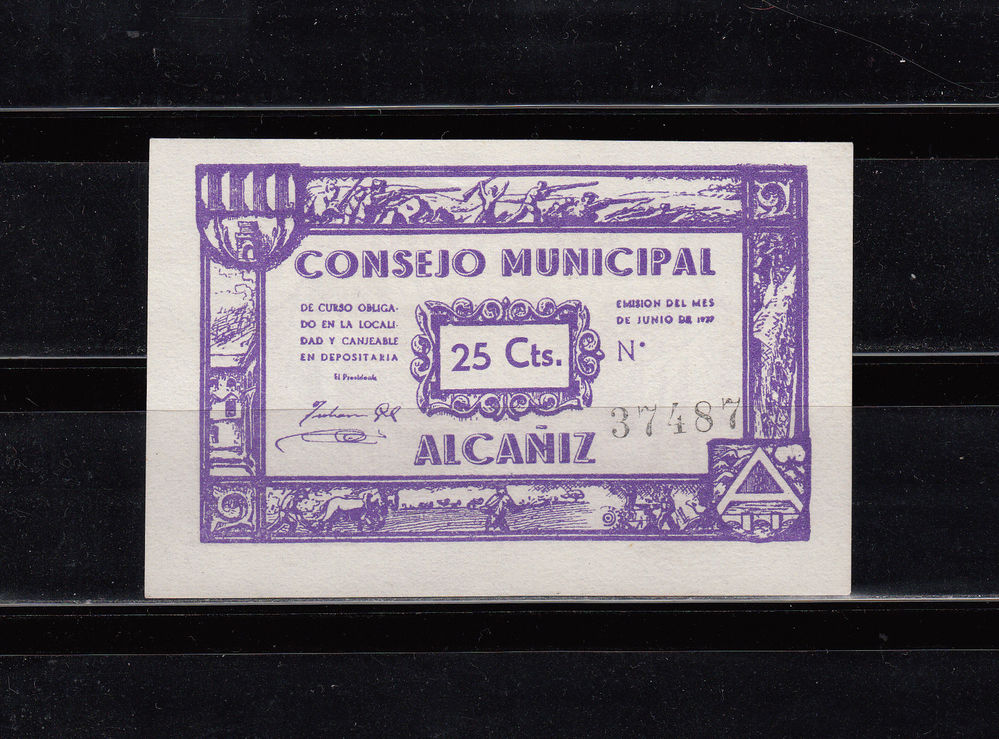 CONSEJO MUNICIPAL
DE CURSO OBLIGA-
DO EN LA LOCALI-
DAD Y CANJEABLE
EN DEPOSITARIA
El Presidente
25 Cts.
EMISION DEL MES
DE JUNIO DE 1937
N.º
37487
ALCAÑIZ
A